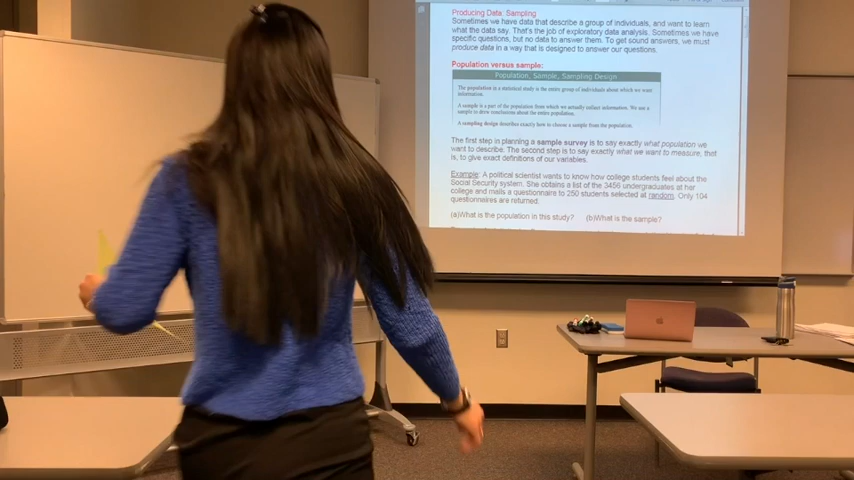 Producing Data: Sampling
Sometimes we have data that describe a group of individuals, and want to learn
what the data say. That's the job of exploratory data analysis. Sometimes we have
specific questions, but no data to answer them. To get sound answers, we must
produce data in a way that is designed to answer our questions.
Population versus sample:
Population, Sample, Sampling Design
The population in a statistical study is the entire group of individuals about which we want
information.
A sample is a part of the population from which we actually collect information. We use a
sample to draw conclusions about the entire population.
A sampling design describes exactly how to choose a sample from the population.
The first step in planning a sample survey is to say exactly what population we
want to describe. The second step is to say exactly what we want to measure, that
is, to give exact definitions of our variables.
Example: A political scientist wants to know how college students feel about the
Social Security system. She obtains a list of the 3456 undergraduates at her
college and mails a questionnaire to 250 students selected at random. Only 104
questionnaires are returned.
(a)What is the population in this study? (b)What is the sample?